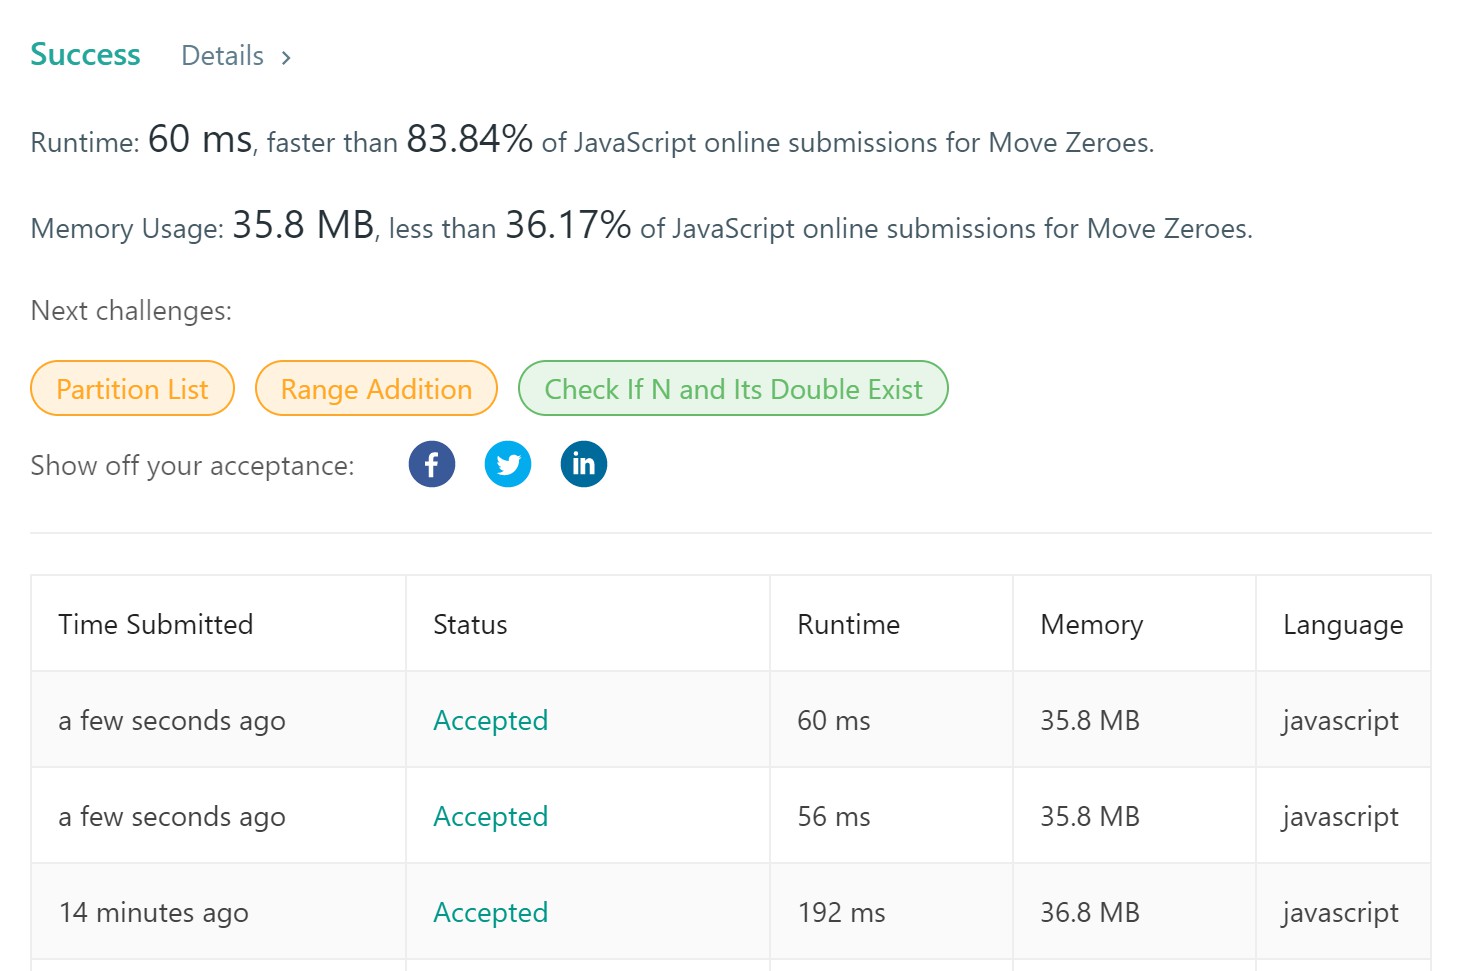 Success Details >
Runtime: 60 ms, faster than 83.84% of JavaScript online submissions for Move Zeroes.
Memory Usage: 35.8 MB, less than 36.17% of JavaScript online submissions for Move Zeroes.
Next challenges:
Partition List Range Addition Check If N and Its Double Exist
Show off your acceptance: f in
Time Submitted Status Runtime Memory Language
a few seconds ago Accepted 60 ms 35.8 MB javascript
a few seconds ago Accepted 56 ms 35.8 MB javascript
14 minutes ago Accepted 192 ms 36.8 MB javascript